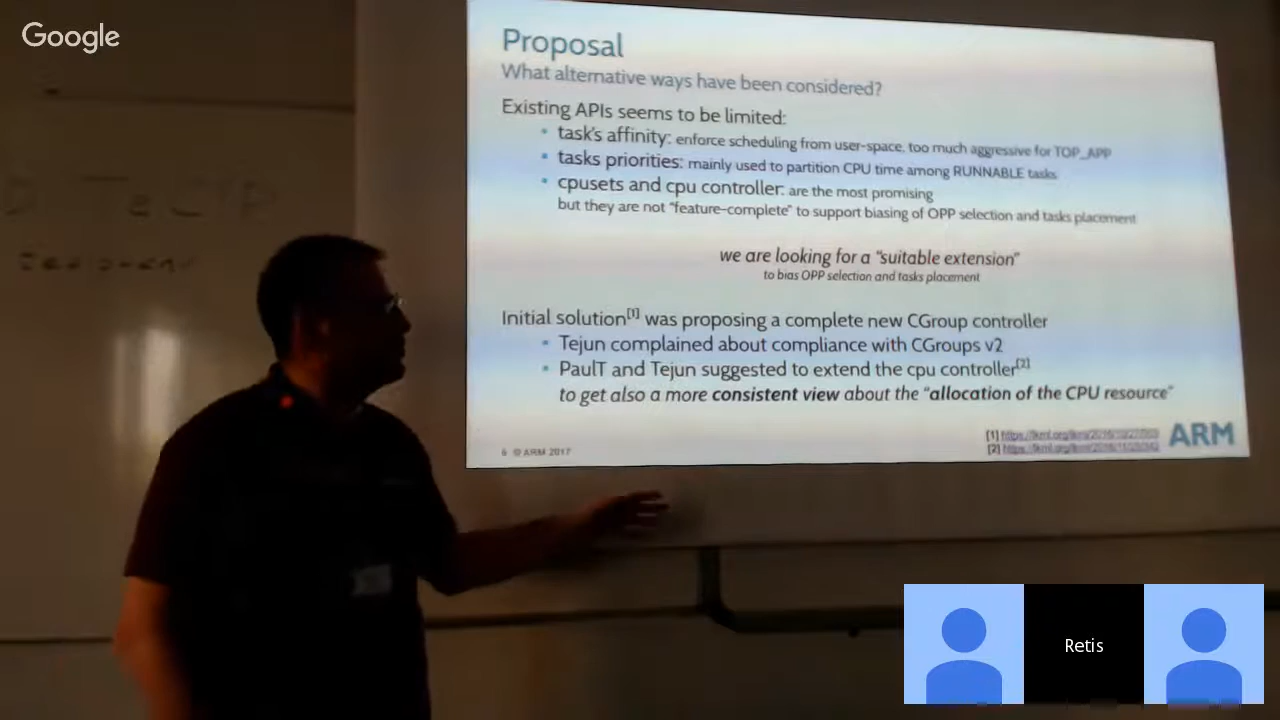 Google
Proposal
What alternative ways have been considered?
Existing APIs seems to be limited:
• task's affinity: enforce scheduling from user-space, too much aggressive for TOP_APP
• tasks priorities: mainly used to partition CPU time among RUNNABLE tasks
• cpusets and cpu controller: are the most promising
but they are not "feature-complete" to support biasing of OPP selection and tasks placement
we are looking for a "suitable extension"
to bias OPP selection and tasks placement
Initial solution[1] was proposing a complete new CGroup controller
• Tejun complained about compliance with CGroups v2
• PaulT and Tejun suggested to extend the cpu controller[2]
to get also a more consistent view about the "allocation of the CPU resource"
[1]
[2]
6 © ARM 2017
ARM
Retis